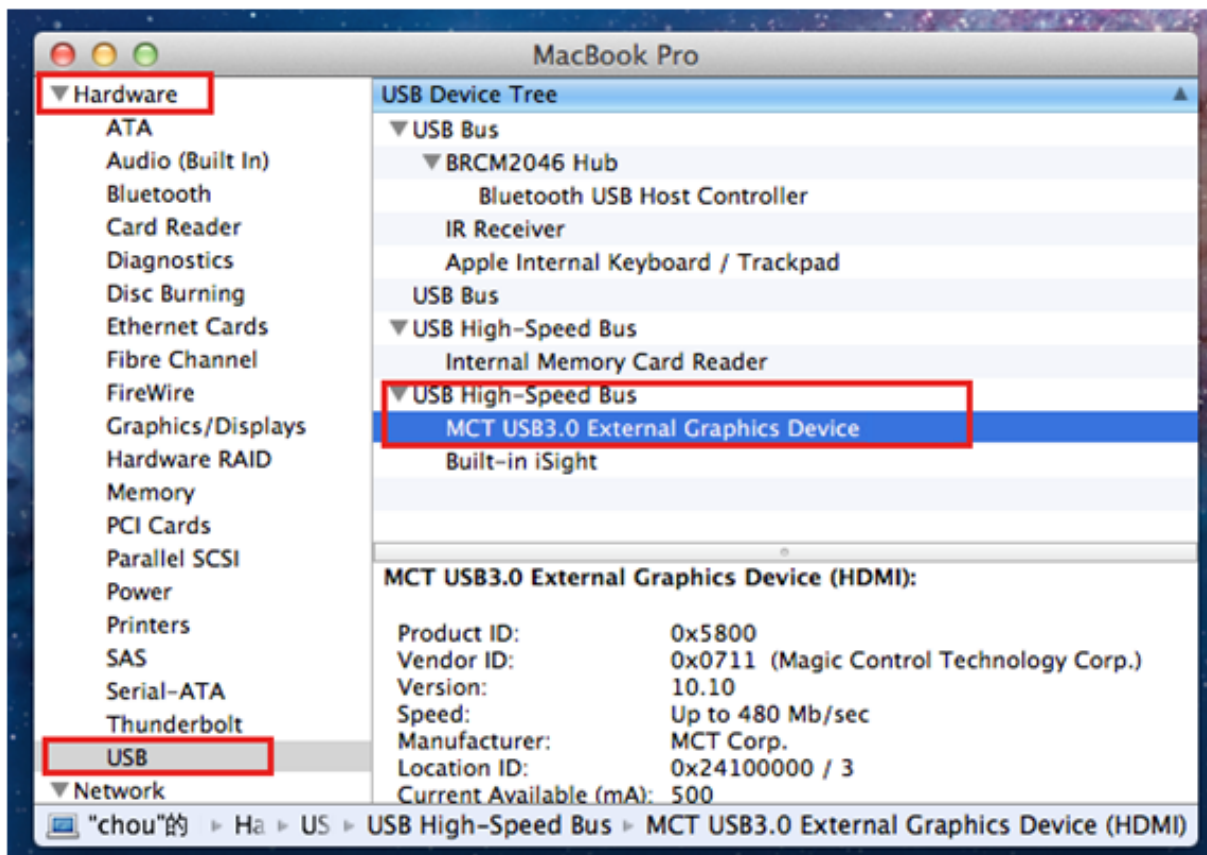 MacBook Pro
Hardware
ATA
Audio (Built In)
Bluetooth
Card Reader
Diagnostics
Disc Burning
Ethernet Cards
Fibre Channel
FireWire
Graphics/Displays
Hardware RAID
Memory
PCI Cards
Parallel SCSI
Power
Printers
SAS
Serial-ATA
Thunderbolt
USB
Network
USB Device Tree
USB Bus
BRCM2046 Hub
Bluetooth USB Host Controller
IR Receiver
Apple Internal Keyboard / Trackpad
USB Bus
USB High-Speed Bus
Internal Memory Card Reader
USB High-Speed Bus
MCT USB3.0 External Graphics Device
Built-in iSight
MCT USB3.0 External Graphics Device (HDMI):
Product ID: 0x5800
Vendor ID: 0x0711 (Magic Control Technology Corp.)
Version: 10.10
Speed: Up to 480 Mb/sec
Manufacturer: MCT Corp.
Location ID: 0x24100000 / 3
Current Available (mA): 500
"chou"的 Ha US USB High-Speed Bus MCT USB3.0 External Graphics Device (HDMI)